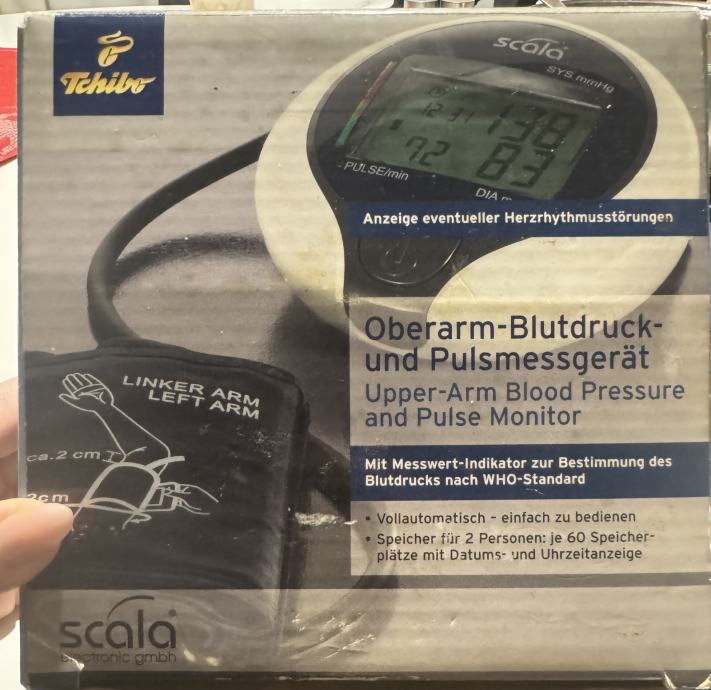 Tchibo
scala
SYS mmHg
12:31
138
72
83
PULSE/min
DIA
Anzeige eventueller Herzrhythmusstörungen
Oberarm-Blutdruck-
und Pulsmessgerät
Upper-Arm Blood Pressure
and Pulse Monitor
LINKER ARM
LEFT ARM
ca.2 cm
2cm
Mit Messwert-Indikator zur Bestimmung des
Blutdrucks nach WHO-Standard
• Vollautomatisch – einfach zu bedienen
• Speicher für 2 Personen: je 60 Speicher-
plätze mit Datums- und Uhrzeitanzeige
scala
electronic gmbh